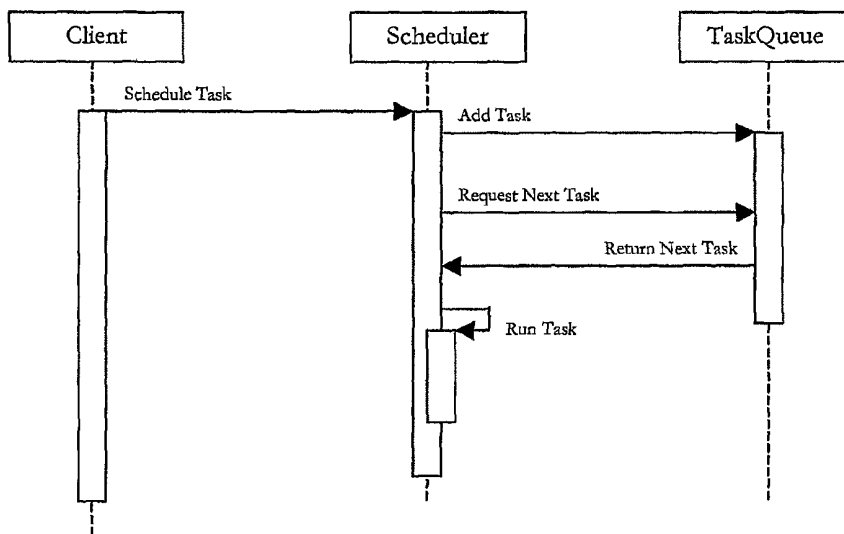 Client
Scheduler
TaskQueue
Schedule Task
Add Task
Request Next Task
Return Next Task
Run Task